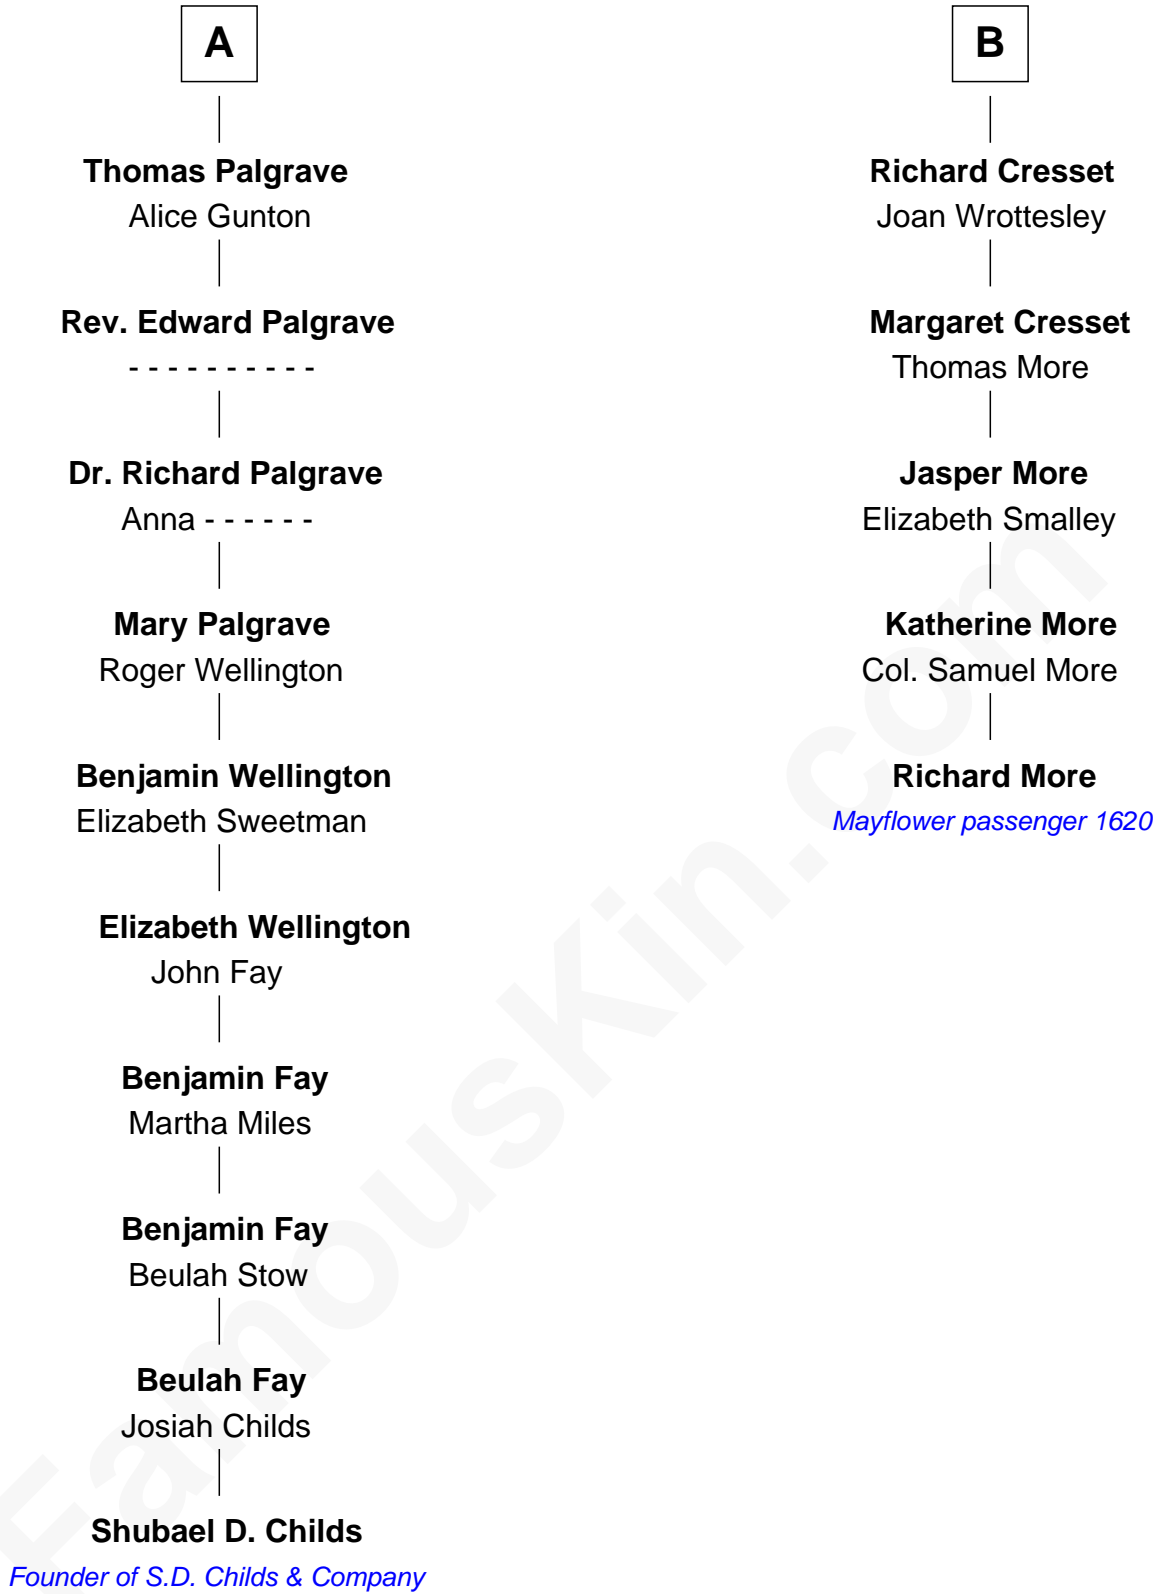 A
Thomas Palgrave
Alice Gunton
Rev. Edward Palgrave
- - - - - - - - - -
Dr. Richard Palgrave
Anna - - - - - -
Mary Palgrave
Roger Wellington
Benjamin Wellington
Elizabeth Sweetman
Elizabeth Wellington
John Fay
Benjamin Fay
Martha Miles
Benjamin Fay
Beulah Stow
Beulah Fay
Josiah Childs
Shubael D. Childs
Founder of S.D. Childs & Company
B
Richard Cresset
Joan Wrottesley
Margaret Cresset
Thomas More
Jasper More
Elizabeth Smalley
Katherine More
Col. Samuel More
Richard More
Mayflower passenger 1620
FamousKin.com